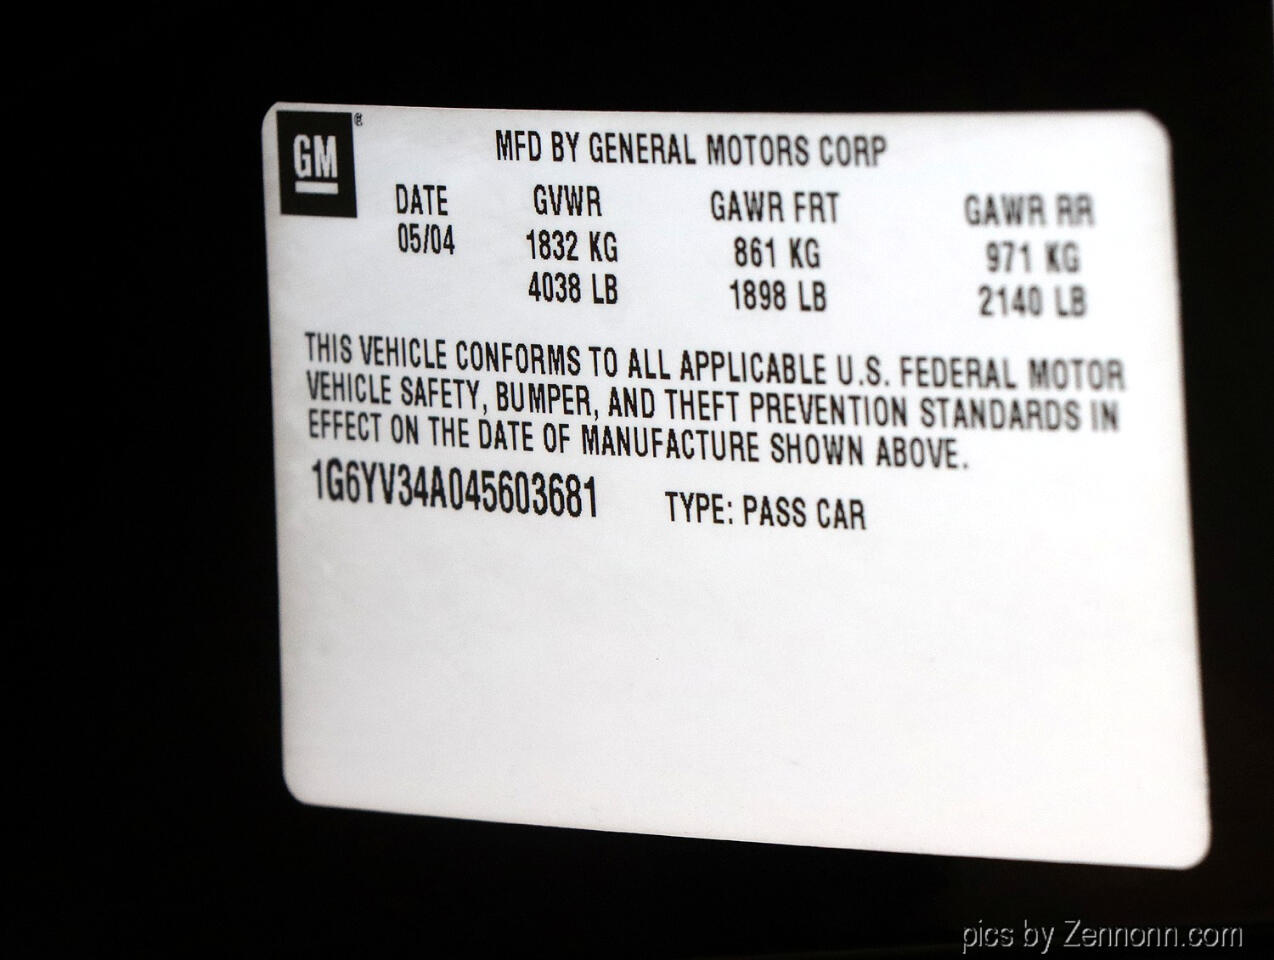 GM ®
MFD BY GENERAL MOTORS CORP
DATE GVWR GAWR FRT GAWR RR
05/04 1832 KG 861 KG 971 KG
4038 LB 1898 LB 2140 LB
THIS VEHICLE CONFORMS TO ALL APPLICABLE U.S. FEDERAL MOTOR
VEHICLE SAFETY, BUMPER, AND THEFT PREVENTION STANDARDS IN
EFFECT ON THE DATE OF MANUFACTURE SHOWN ABOVE.
1G6YV34A045603681 TYPE: PASS CAR
pics by Zennonn.com